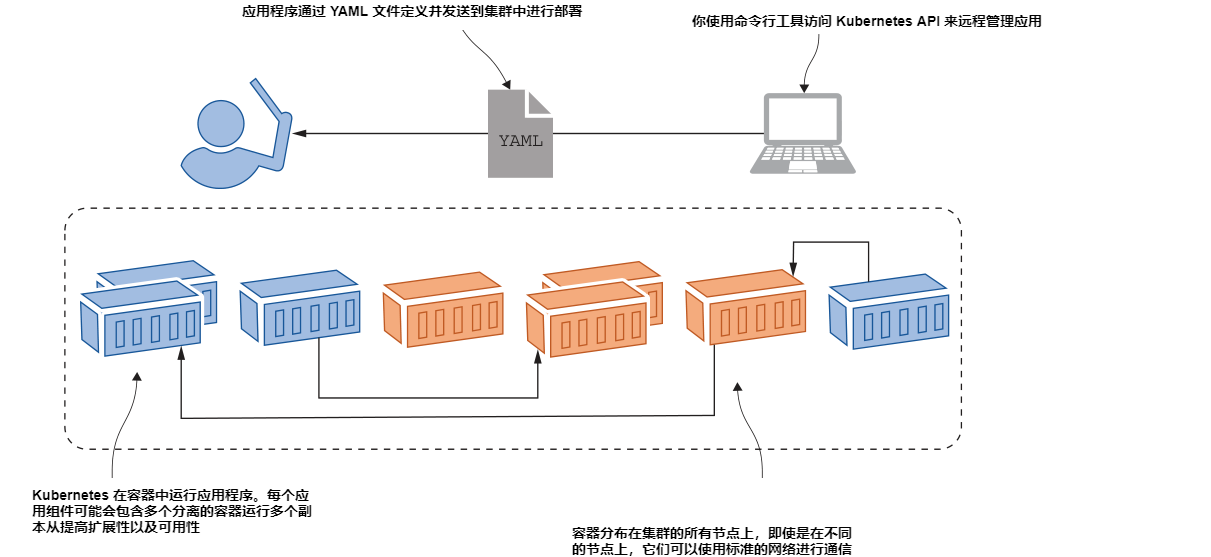 应用程序通过 YAML 文件定义并发送到集群中进行部署
你使用命令行工具访问 Kubernetes API 来远程管理应用
YAML
Kubernetes 在容器中运行应用程序。每个应
用组件可能会包含多个分离的容器运行多个副
本从提高扩展性以及可用性
容器分布在集群的所有节点上，即使是在不同
的节点上，它们可以使用标准的网络进行通信